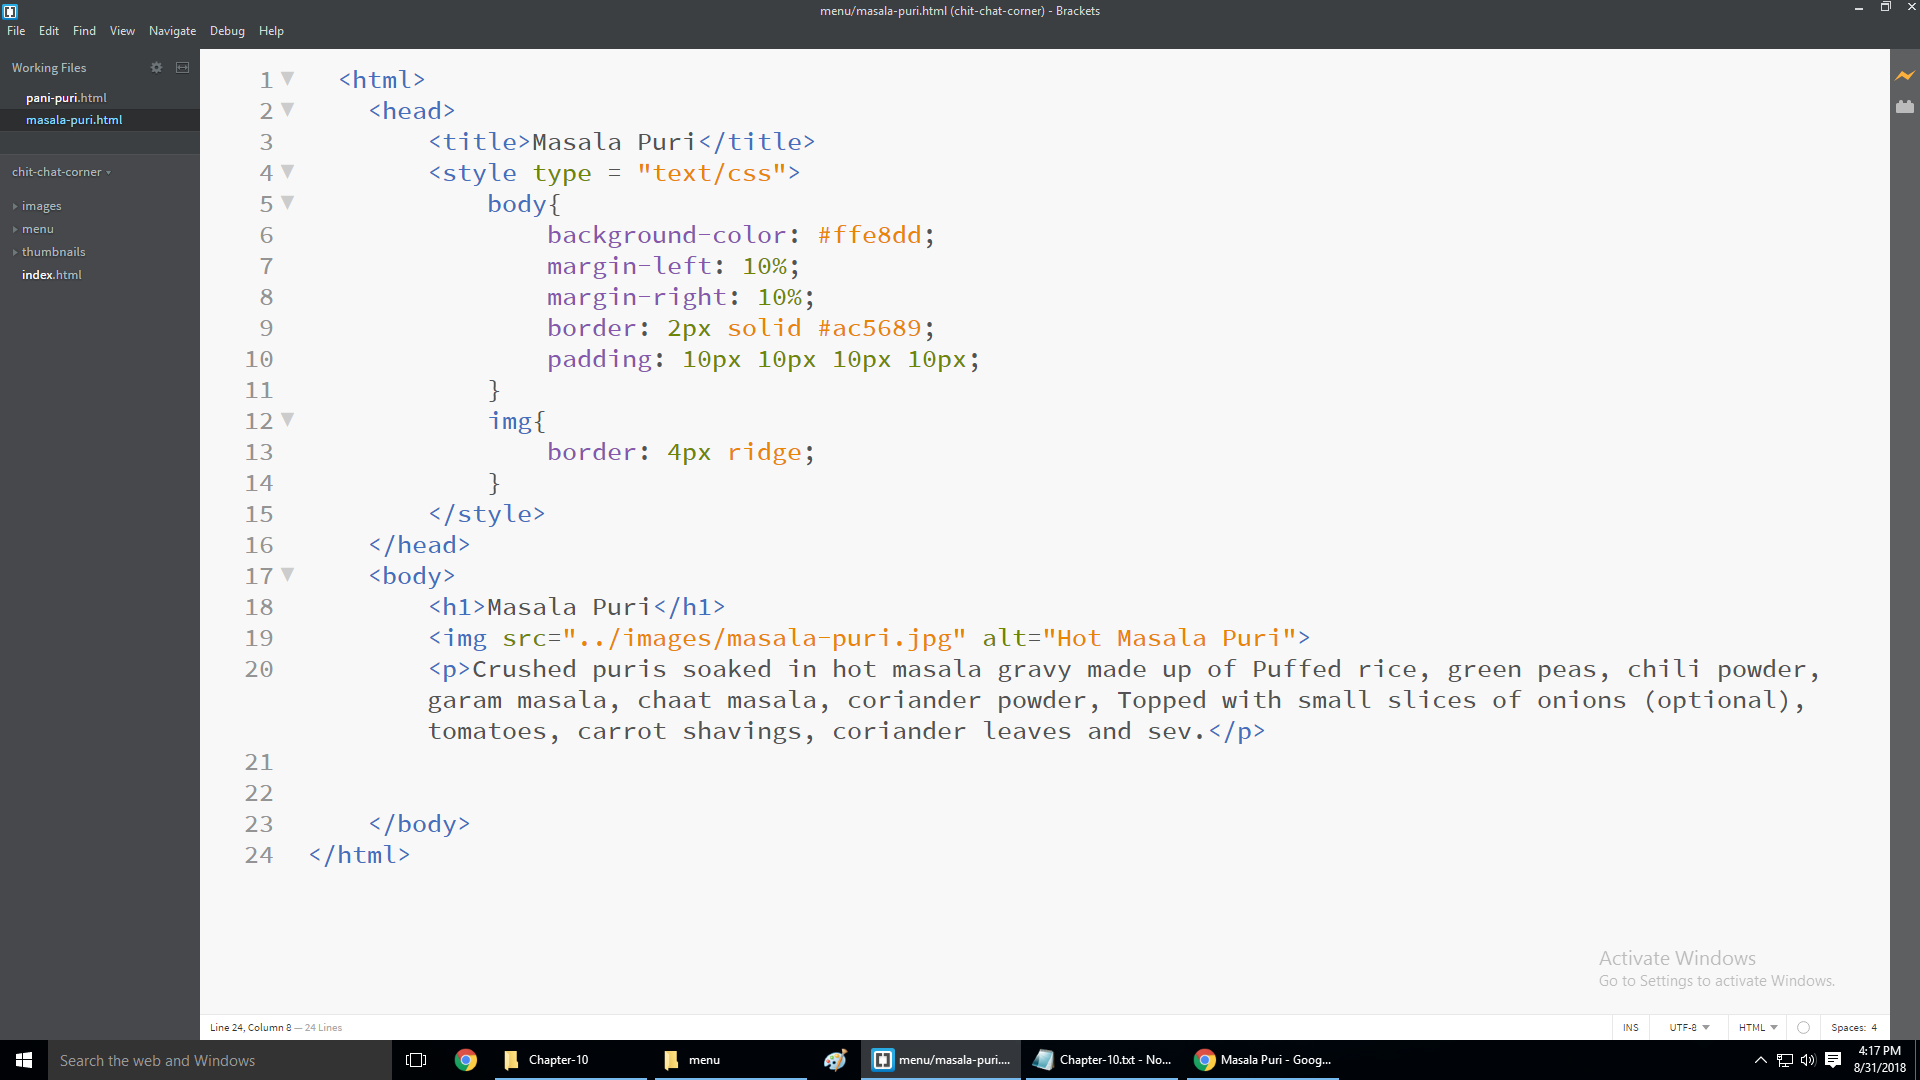 menu/masala-puri.html (chit-chat-corner) - Brackets
File Edit Find View Navigate Debug Help
Working Files
pani-puri.html
masala-puri.html
chit-chat-corner
images
menu
thumbnails
index.html
1 <html>
2 <head>
3 <title>Masala Puri</title>
4 <style type = "text/css">
5 body{
6 background-color: #ffe8dd;
7 margin-left: 10%;
8 margin-right: 10%;
9 border: 2px solid #ac5689;
10 padding: 10px 10px 10px 10px;
11 }
12 img{
13 border: 4px ridge;
14 }
15 </style>
16 </head>
17 <body>
18 <h1>Masala Puri</h1>
19 <img src="../images/masala-puri.jpg" alt="Hot Masala Puri">
20 <p>Crushed puris soaked in hot masala gravy made up of Puffed rice, green peas, chili powder,
garam masala, chaat masala, coriander powder, Topped with small slices of onions (optional),
tomatoes, carrot shavings, coriander leaves and sev.</p>
21
22
23 </body>
24 </html>
Activate Windows
Go to Settings to activate Windows.
Line 24, Column 8 — 24 Lines
INS UTF-8 HTML Spaces: 4
Search the web and Windows
Chapter-10
menu
menu/masala-puri....
Chapter-10.txt - No...
Masala Puri - Goog...
4:17 PM
8/31/2018